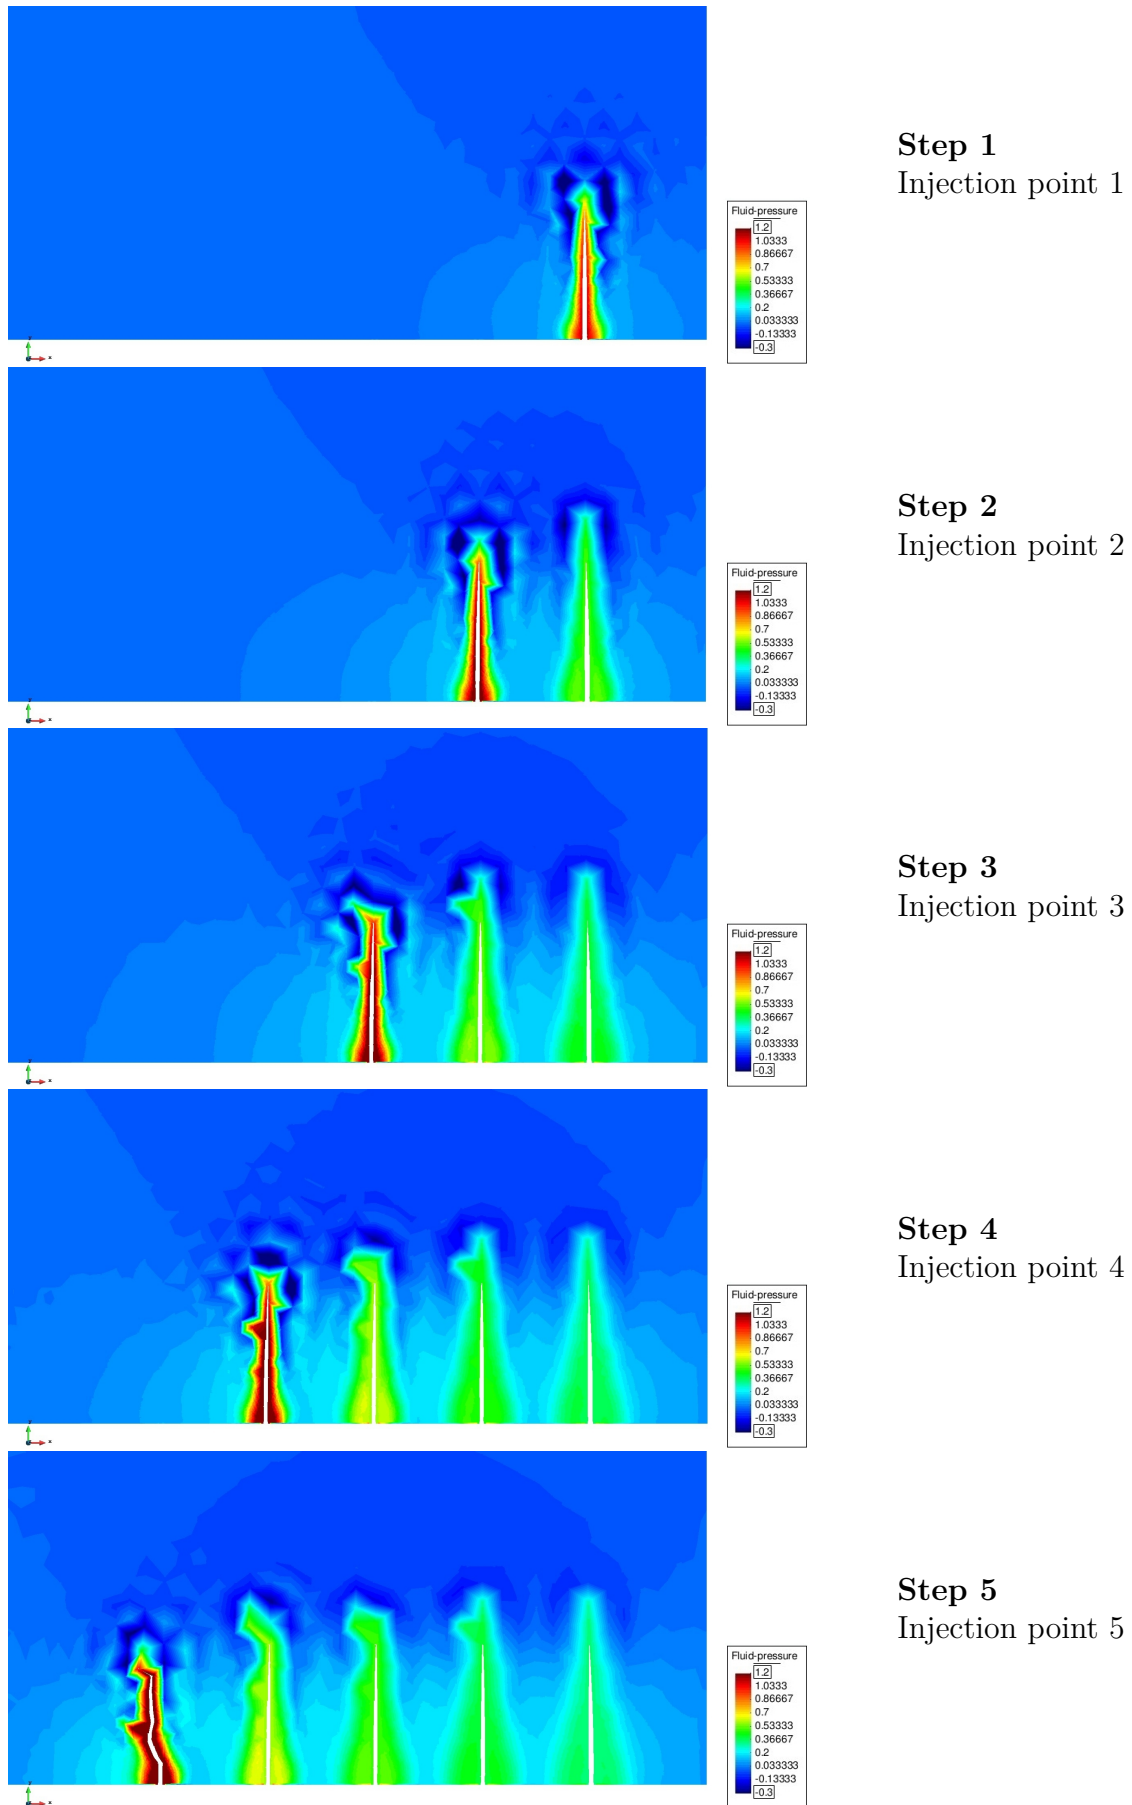 Step 1
Injection point 1
Fluid-pressure
1.2
1.0333
0.86667
0.7
0.53333
0.36667
0.2
0.033333
-0.13333
-0.3
y
x
Step 2
Injection point 2
Fluid-pressure
1.2
1.0333
0.86667
0.7
0.53333
0.36667
0.2
0.033333
-0.13333
-0.3
y
x
Step 3
Injection point 3
Fluid-pressure
1.2
1.0333
0.86667
0.7
0.53333
0.36667
0.2
0.033333
-0.13333
-0.3
y
x
Step 4
Injection point 4
Fluid-pressure
1.2
1.0333
0.86667
0.7
0.53333
0.36667
0.2
0.033333
-0.13333
-0.3
y
x
Step 5
Injection point 5
Fluid-pressure
1.2
1.0333
0.86667
0.7
0.53333
0.36667
0.2
0.033333
-0.13333
-0.3
y
x